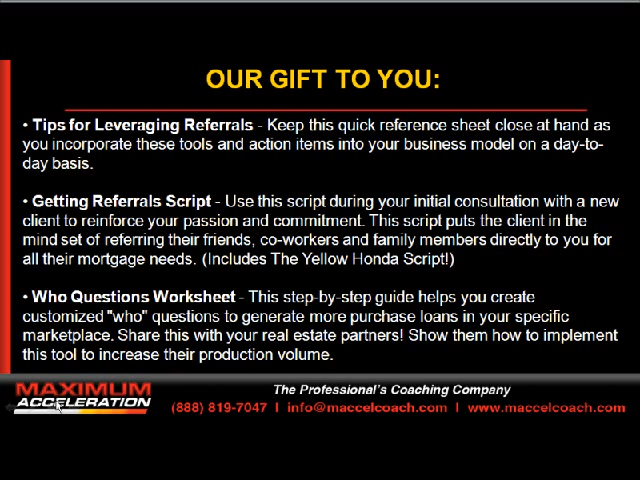 OUR GIFT TO YOU:
• Tips for Leveraging Referrals - Keep this quick reference sheet close at hand as
you incorporate these tools and action items into your business model on a day-to-
day basis.
• Getting Referrals Script - Use this script during your initial consultation with a new
client to reinforce your passion and commitment. This script puts the client in the
mind set of referring their friends, co-workers and family members directly to you for
all their mortgage needs. (Includes The Yellow Honda Script!)
• Who Questions Worksheet - This step-by-step guide helps you create
customized "who" questions to generate more purchase loans in your specific
marketplace. Share this with your real estate partners! Show them how to implement
this tool to increase their production volume.
MAXIMUM
ACCELERATION
The Professional's Coaching Company
(888) 819-7047 | info@maccelcoach.com | www.maccelcoach.com